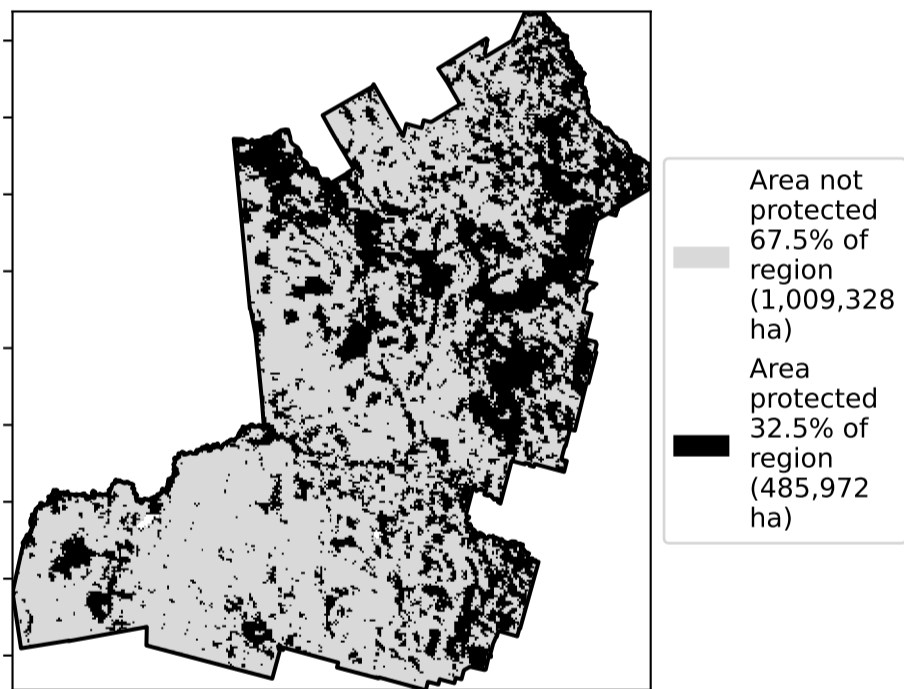 Area not
protected
67.5% of
region
(1,009,328
ha)
Area
protected
32.5% of
region
(485,972
ha)